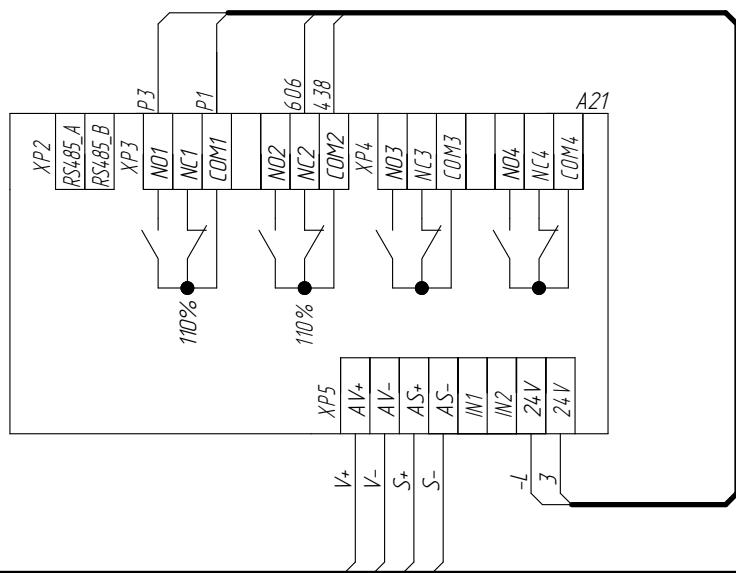 P3
P1
606
438
A21
XP2
RS485_A
RS485_B
XP3
NO1
NC1
COM1
NO2
NC2
COM2
XP4
NO3
NC3
COM3
NO4
NC4
COM4
110%
110%
XP5
AV+
AV-
AS+
AS-
IN1
IN2
24V
24V
V+
V-
S+
S-
-L
3